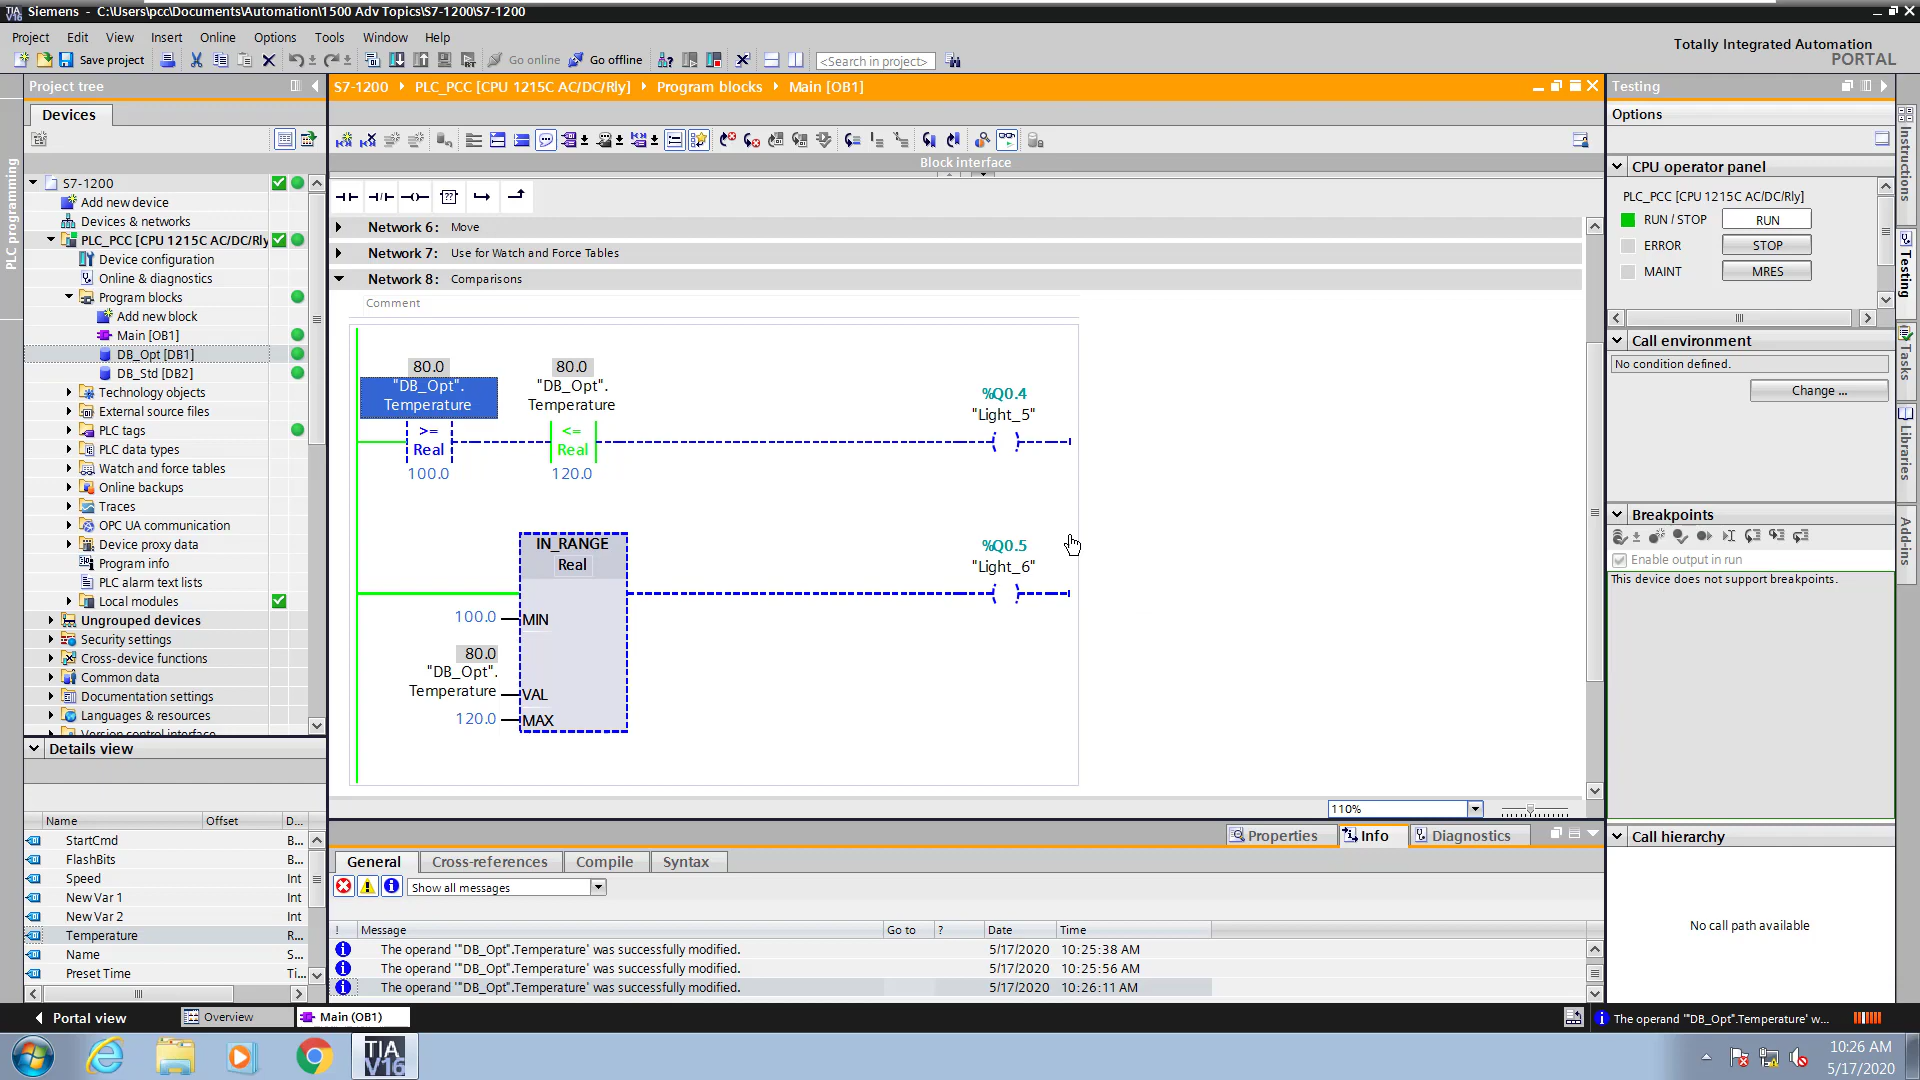 Siemens - C:\Users\pcc\Documents\Automation\1500 Adv Topics\S7-1200\S7-1200
Project Edit View Insert Online Options Tools Window Help
Totally Integrated Automation
PORTAL
Save project
Go online
Go offline
<Search in project>
Project tree
Devices
PLC programming
S7-1200
Add new device
Devices & networks
PLC_PCC [CPU 1215C AC/DC/Rly
Device configuration
Online & diagnostics
Program blocks
Add new block
Main [OB1]
DB_Opt [DB1]
DB_Std [DB2]
Technology objects
External source files
PLC tags
PLC data types
Watch and force tables
Online backups
Traces
OPC UA communication
Device proxy data
Program info
PLC alarm text lists
Local modules
Ungrouped devices
Security settings
Cross-device functions
Common data
Documentation settings
Languages & resources
Version control interface
Details view
Name Offset D...
StartCmd B...
FlashBits B...
Speed Int
New Var 1 Int
New Var 2 Int
Temperature R...
Name S...
Preset Time Ti...
S7-1200 PLC_PCC [CPU 1215C AC/DC/Rly] Program blocks Main [OB1]
Block interface
??
Network 6: Move
Network 7: Use for Watch and Force Tables
Network 8: Comparisons
Comment
80.0
"DB_Opt".
Temperature
>=
Real
100.0
80.0
"DB_Opt".
Temperature
<=
Real
120.0
%Q0.4
"Light_5"
IN_RANGE
Real
100.0 MIN
80.0
"DB_Opt".
Temperature VAL
120.0 MAX
%Q0.5
"Light_6"
110%
Properties Info Diagnostics
General Cross-references Compile Syntax
Show all messages
! Message Go to ? Date Time
The operand '"DB_Opt".Temperature' was successfully modified. 5/17/2020 10:25:38 AM
The operand '"DB_Opt".Temperature' was successfully modified. 5/17/2020 10:25:56 AM
The operand '"DB_Opt".Temperature' was successfully modified. 5/17/2020 10:26:11 AM
Testing
Options
CPU operator panel
PLC_PCC [CPU 1215C AC/DC/Rly]
RUN / STOP RUN
ERROR STOP
MAINT MRES
Call environment
No condition defined.
Change ...
Breakpoints
Enable output in run
This device does not support breakpoints.
Call hierarchy
No call path available
Instructions
Testing
Tasks
Libraries
Add-ins
Portal view
Overview
Main (OB1)
The operand '"DB_Opt".Temperature' w...
TIA
V16
10:26 AM
5/17/2020